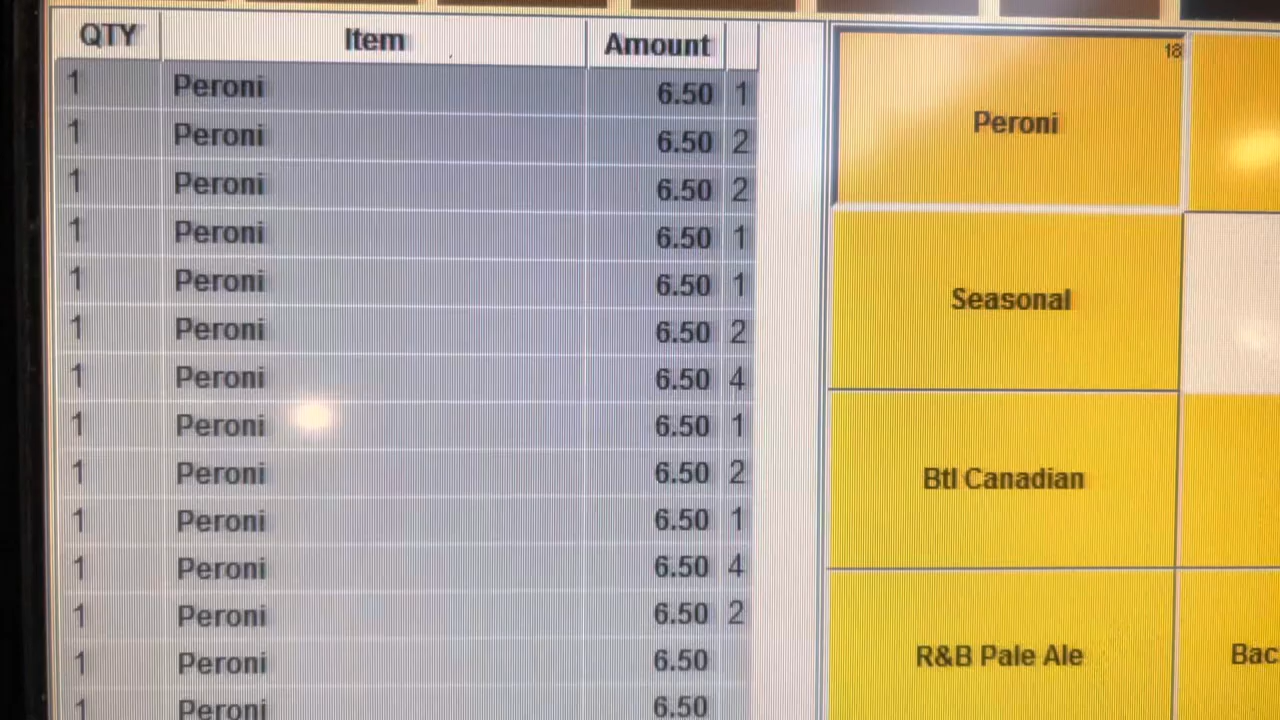 QTY Item Amount
1 Peroni 6.50 1
1 Peroni 6.50 2
1 Peroni 6.50 2
1 Peroni 6.50 1
1 Peroni 6.50 1
1 Peroni 6.50 2
1 Peroni 6.50 4
1 Peroni 6.50 1
1 Peroni 6.50 2
1 Peroni 6.50 1
1 Peroni 6.50 4
1 Peroni 6.50 2
1 Peroni 6.50
1 Peroni 6.50
18
Peroni
Seasonal
Btl Canadian
R&B Pale Ale
Bac